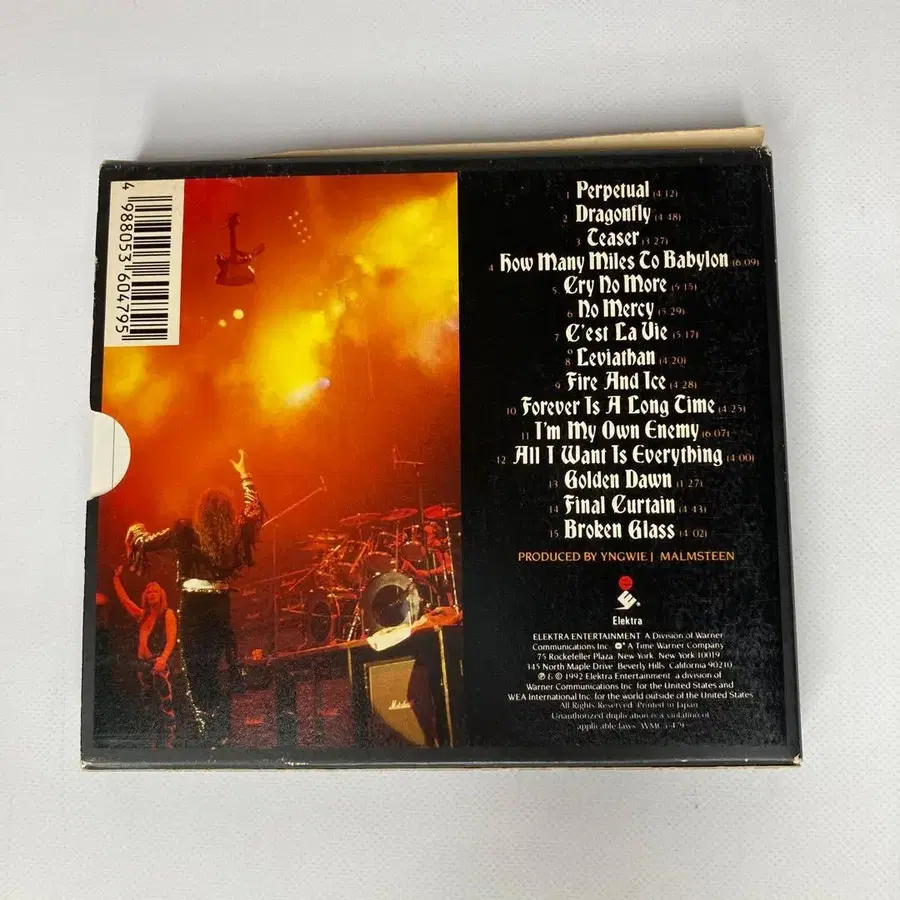 4 988053 604795
1 Perpetual (4:12)
2 Dragonfly (4:48)
3 Teaser (3:27)
4 How Many Miles To Babylon (6:09)
5 Cry No More (5:15)
6 No Mercy (5:29)
7 C'est La Vie (5:17)
8 Leviathan (4:20)
9 Fire And Ice (4:28)
10 Forever Is A Long Time (4:25)
11 I'm My Own Enemy (6:07)
12 All I Want Is Everything (4:00)
13 Golden Dawn (1:27)
14 Final Curtain (4:43)
15 Broken Glass (4:02)
PRODUCED BY YNGWIE J MALMSTEEN
Elektra
ELEKTRA ENTERTAINMENT A Division of Warner
Communications Inc. A Time Warner Company
75 Rockefeller Plaza New York New York 10019
345 North Maple Drive Beverly Hills California 90210
℗ & © 1992 Elektra Entertainment a division of
Warner Communications Inc for the United States and
WEA International Inc. for the world outside of the United States
All Rights Reserved Printed in Japan
Unauthorized duplication is a violation of
applicable laws
Marshall